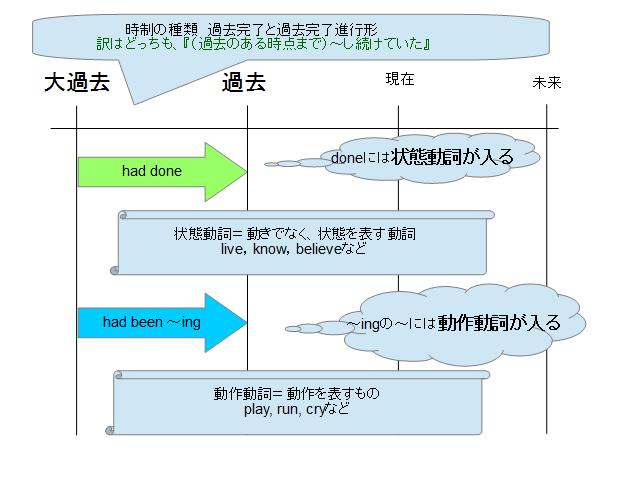 時制の種類　過去完了と過去完了進行形
訳はどっちも、『（過去のある時点まで）～し続けていた』
大過去
過去
現在
未来
had done
doneには状態動詞が入る
状態動詞＝動きでなく、状態を表す動詞
live, know, believeなど
had been ～ing
～ingの～には動作動詞が入る
動作動詞＝動作を表すもの
play, run, cryなど